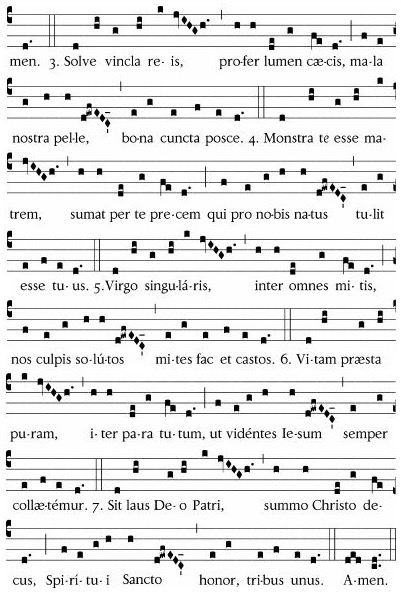 men. 3. Solve vincla re- is, pro-fer lumen cæ-cis, ma-la
nostra pel-le, bo-na cuncta posce. 4. Monstra te esse ma-
trem, sumat per te pre-cem qui pro no-bis na-tus tu-lit
esse tu- us. 5. Virgo singu-lá-ris, inter omnes mi- tis,
nos culpis so-lú-tos mi-tes fac et castos. 6. Vi- tam præsta
pu-ram, i- ter pa-ra tu-tum, ut vidéntes Ie-sum semper
collæ-témur. 7. Sit laus De-o Patri, summo Christo de-
cus, Spi-rí-tu- i Sancto honor, tri-bus unus. A-men.